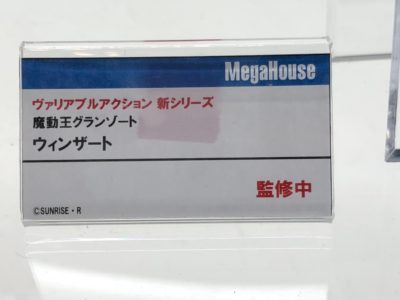 MegaHouse
ヴァリアブルアクション 新シリーズ
魔動王グランゾート
ウィンザート
監修中
©SUNRISE・R